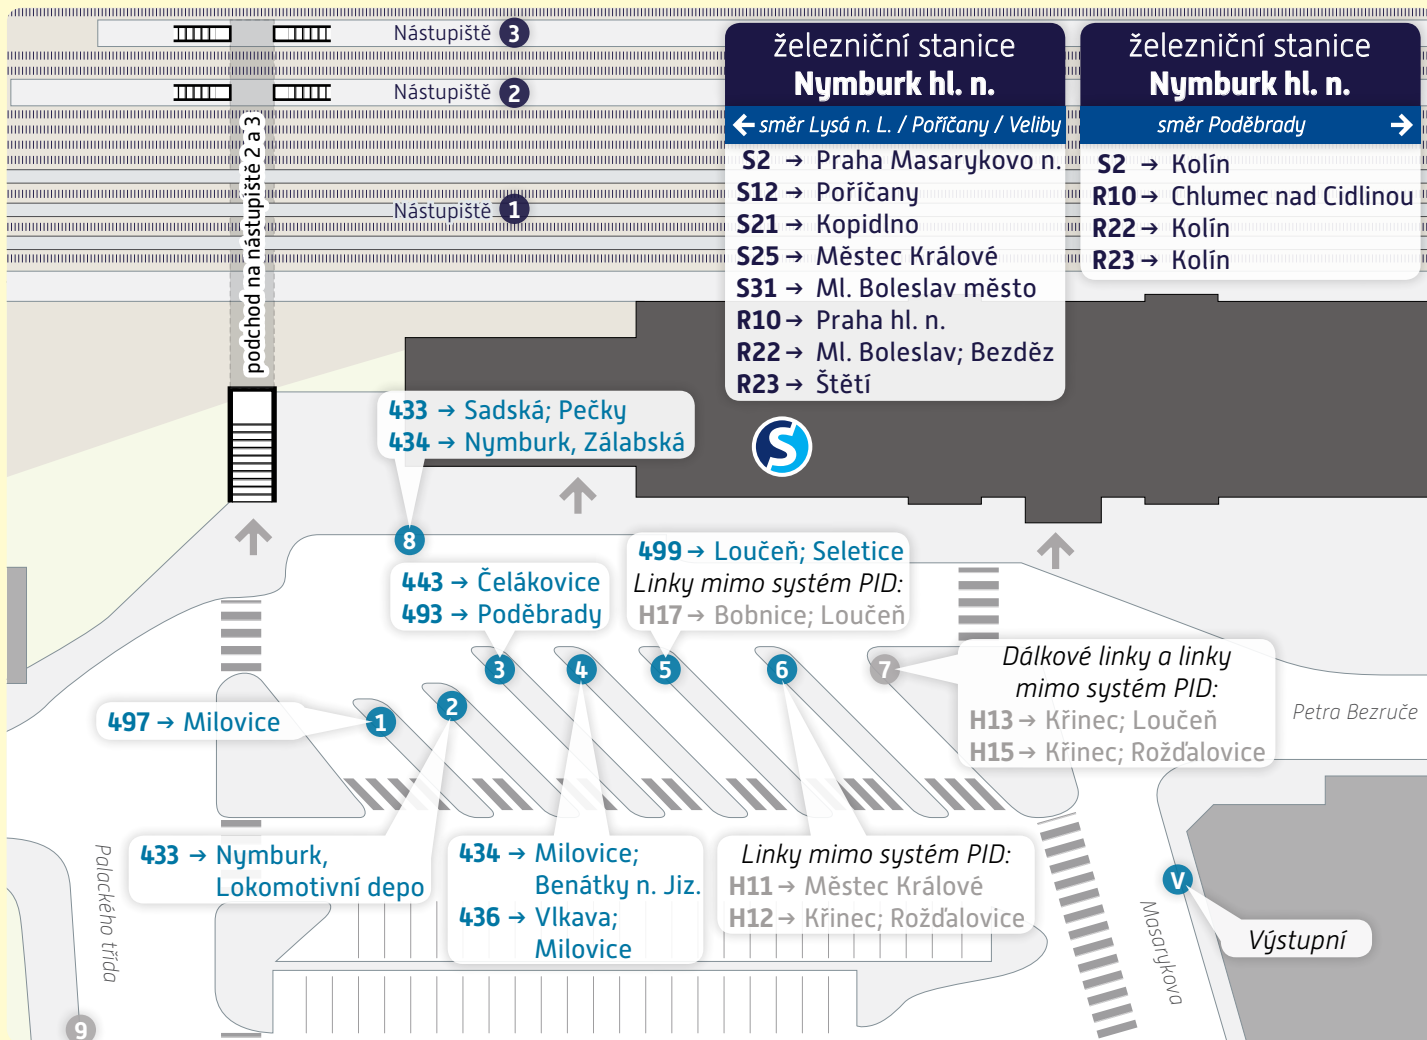 Nástupiště 3
Nástupiště 2
Nástupiště 1
podchod na nástupiště 2 a 3
železniční stanice
Nymburk hl. n.
← směr Lysá n. L. / Poříčany / Veliby
S2 → Praha Masarykovo n.
S12 → Poříčany
S21 → Kopidlno
S25 → Městec Králové
S31 → Ml. Boleslav město
R10 → Praha hl. n.
R22 → Ml. Boleslav; Bezděz
R23 → Štětí
železniční stanice
Nymburk hl. n.
směr Poděbrady →
S2 → Kolín
R10 → Chlumec nad Cidlinou
R22 → Kolín
R23 → Kolín
S
433 → Sadská; Pečky
434 → Nymburk, Zálabská
8
443 → Čelákovice
493 → Poděbrady
3
499 → Loučeň; Seletice
Linky mimo systém PID:
H17 → Bobnice; Loučeň
5
4
6
7
Dálkové linky a linky
mimo systém PID:
H13 → Křinec; Loučeň
H15 → Křinec; Rožďalovice
Petra Bezruče
497 → Milovice
1
2
433 → Nymburk,
Lokomotivní depo
434 → Milovice;
Benátky n. Jiz.
436 → Vlkava;
Milovice
Linky mimo systém PID:
H11 → Městec Králové
H12 → Křinec; Rožďalovice
V
Výstupní
Masarykova
Palackého třída
9